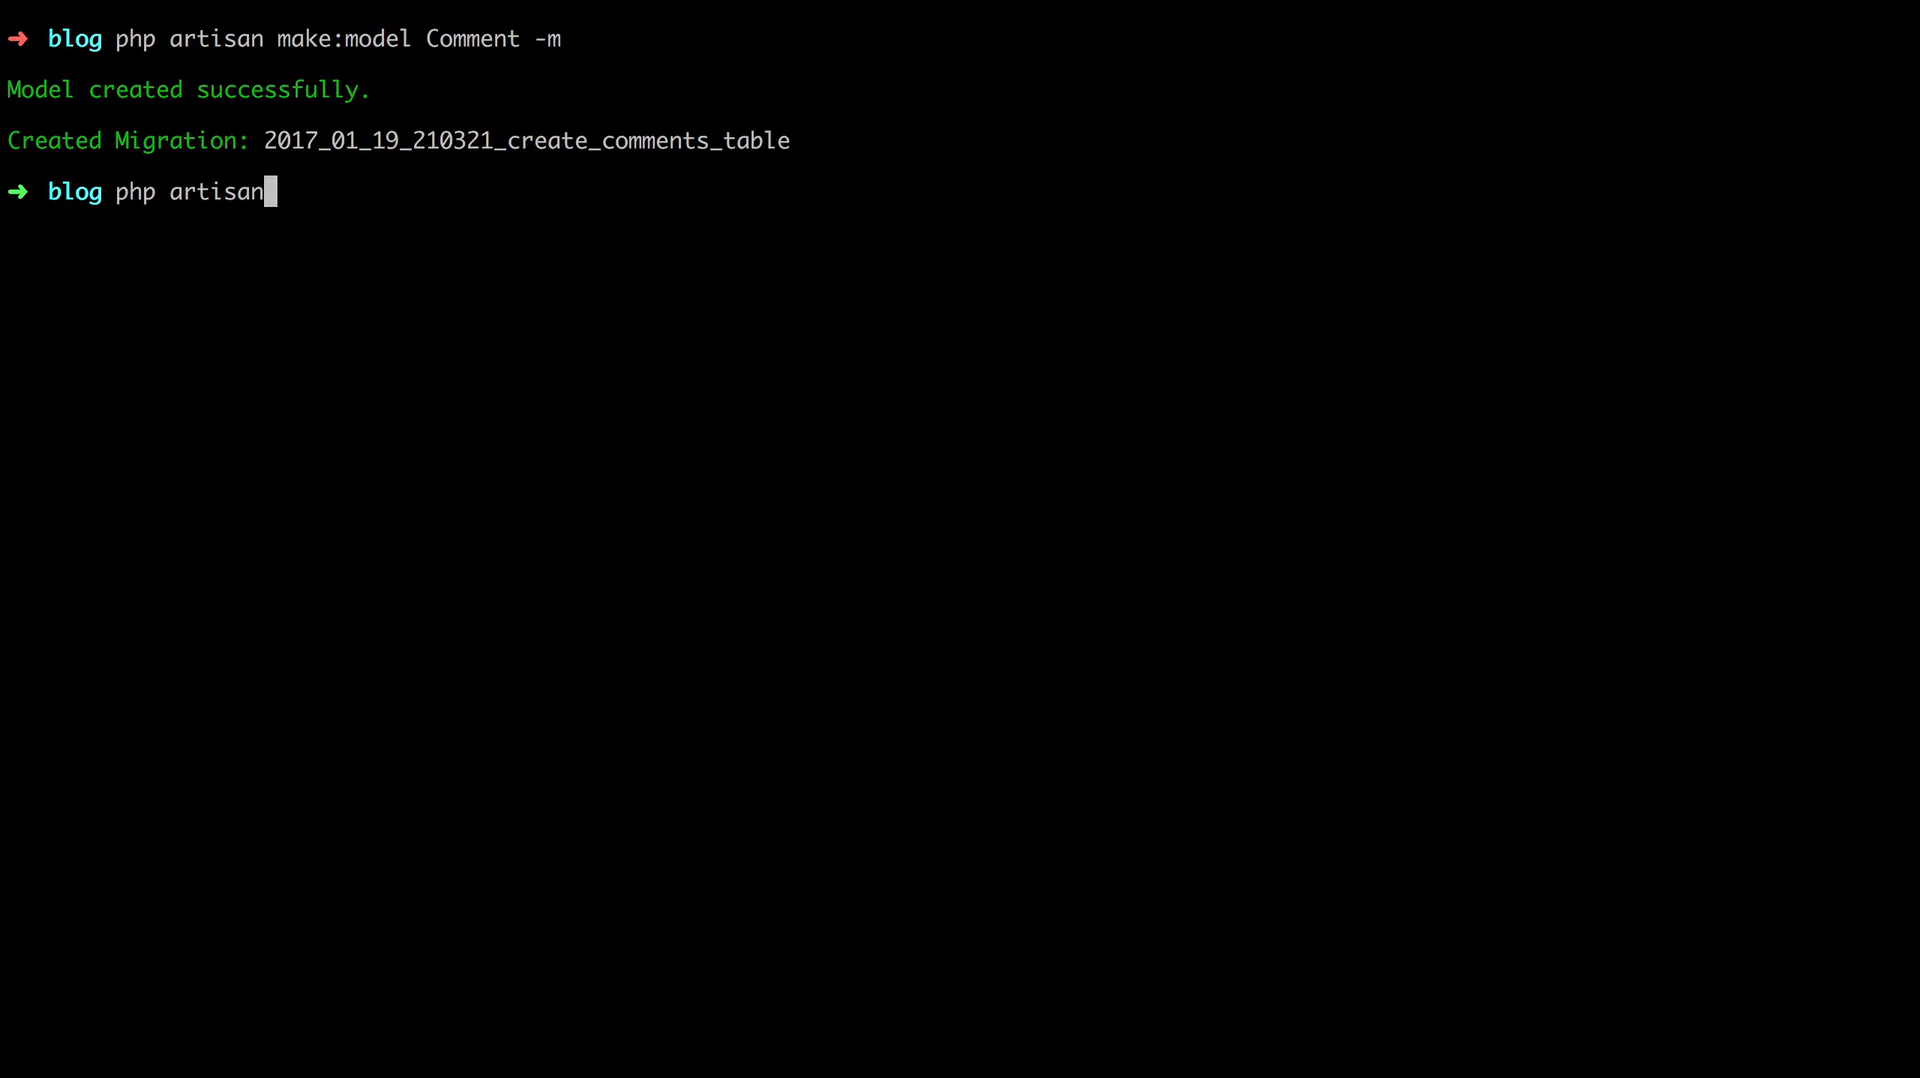 ➜ blog php artisan make:model Comment -m
Model created successfully.
Created Migration: 2017_01_19_210321_create_comments_table
➜ blog php artisan